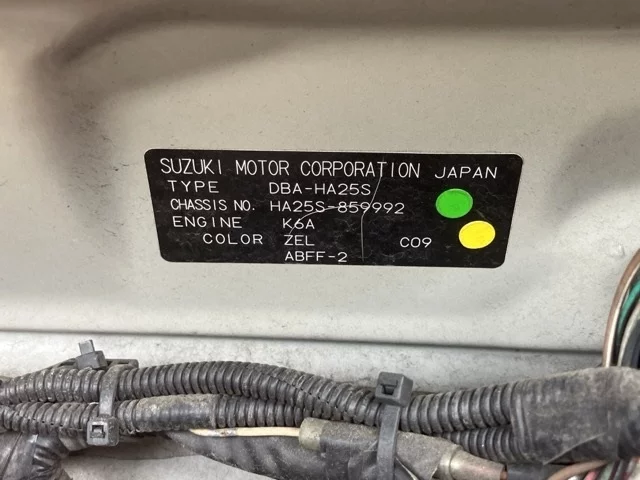 SUZUKI MOTOR CORPORATION JAPAN
TYPE DBA-HA25S
CHASSIS NO. HA25S-859992
ENGINE K6A
COLOR ZEL C09
ABFF-2